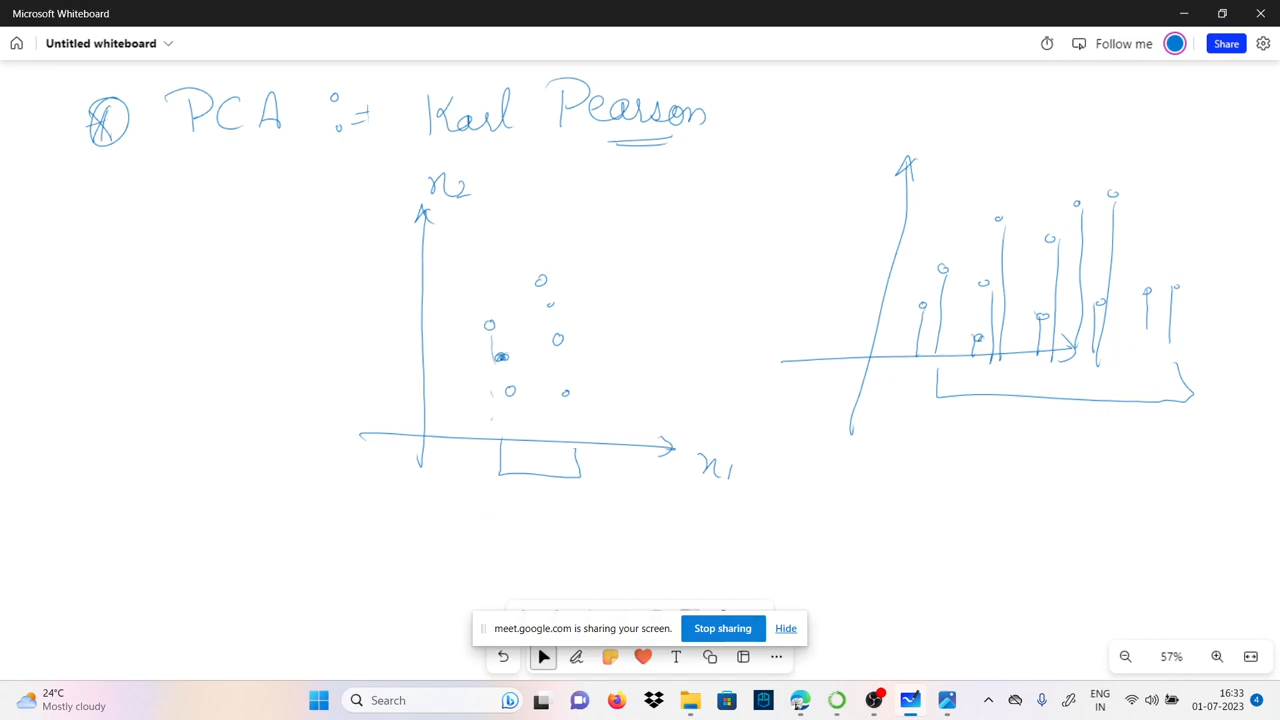 Microsoft Whiteboard
Untitled whiteboard
Follow me
Share
PCA := Karl Pearson
x2
x1
meet.google.com is sharing your screen.
Stop sharing
Hide
57%
24°C
Mostly cloudy
Search
ENG
IN
16:33
01-07-2023
4